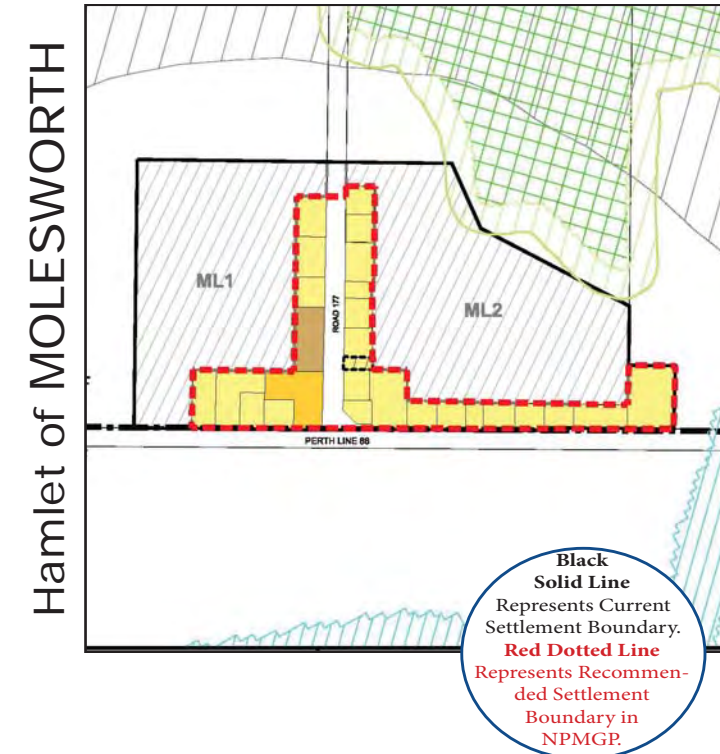 Hamlet of MOLESWORTH
ML1
ROAD 177
ML2
PERTH LINE 88
Black
Solid Line
Represents Current
Settlement Boundary.
Red Dotted Line
Represents Recommen-
ded Settlement
Boundary in
NPMGP.